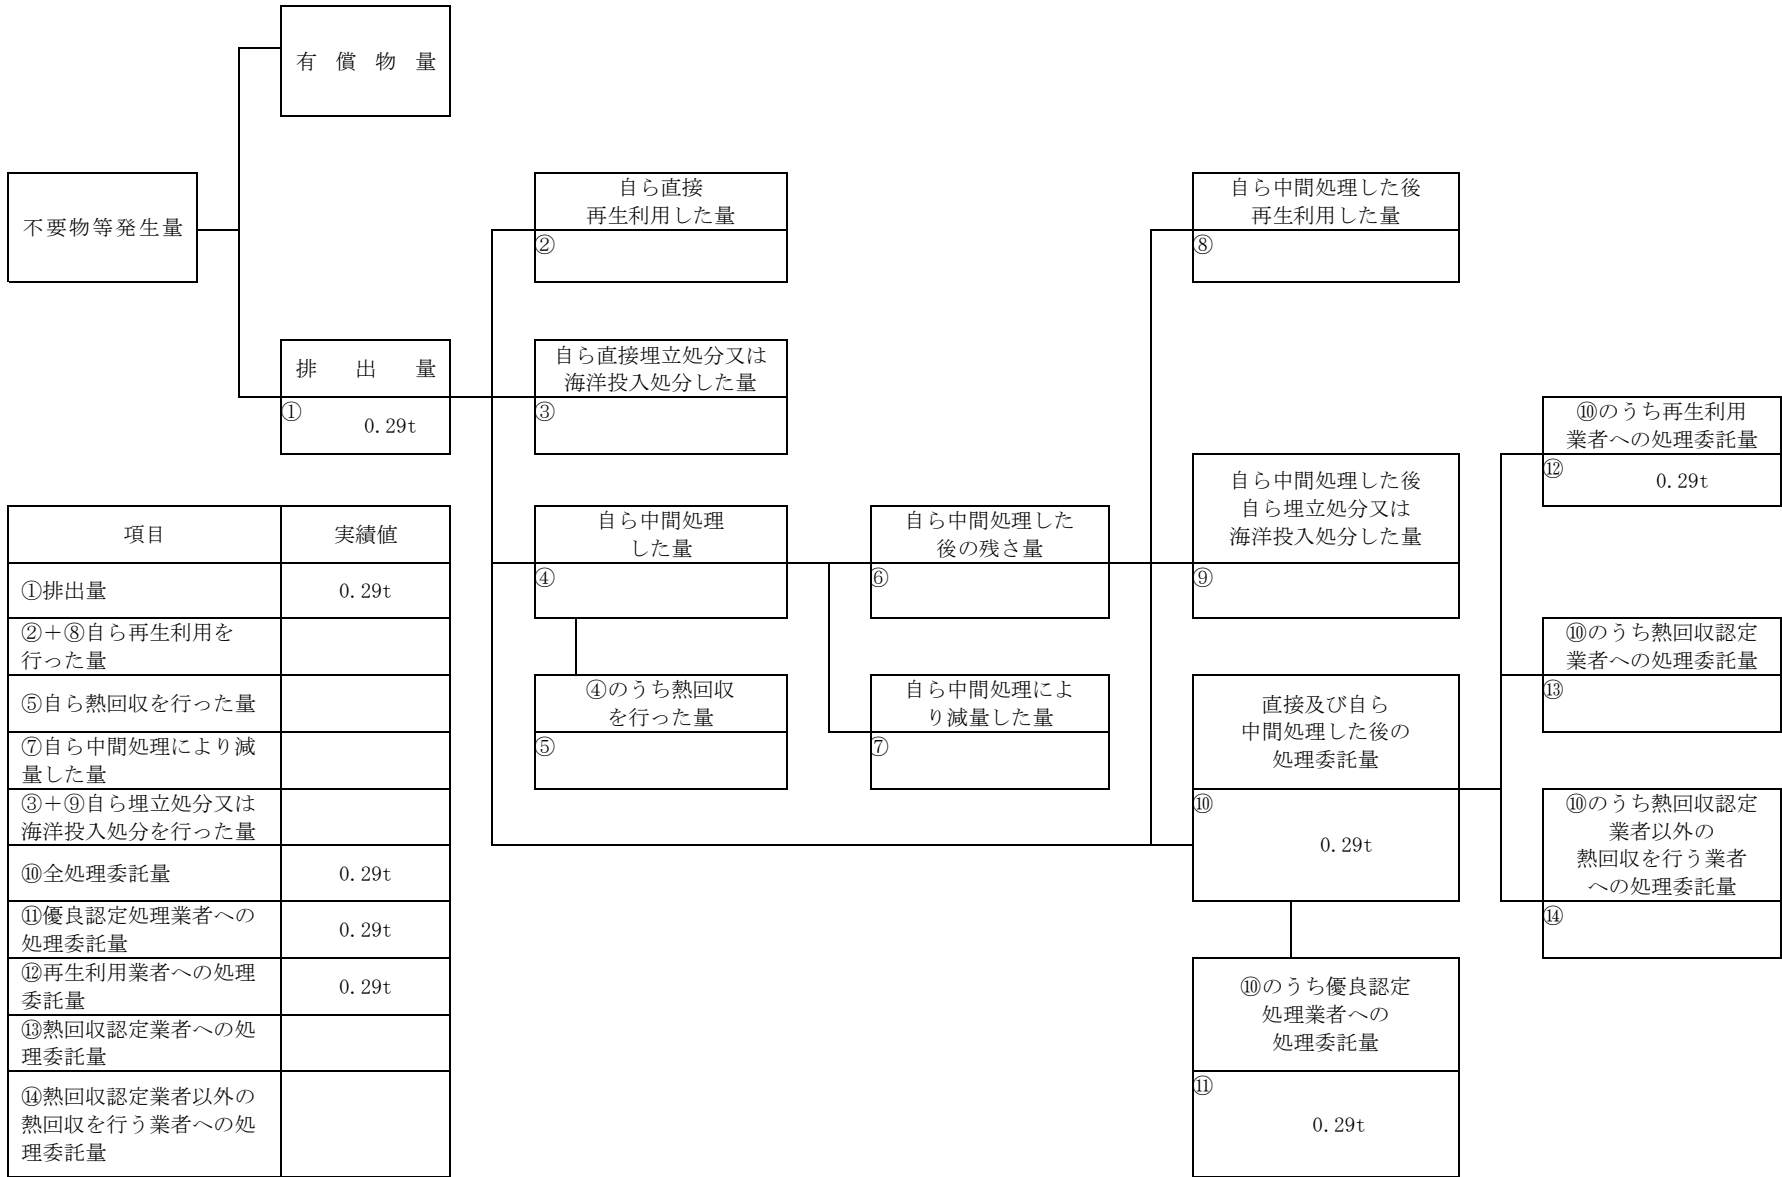 有　償　物　量
不要物等発生量
自ら直接
再生利用した量
②
自ら中間処理した後
再生利用した量
⑧
排　出　量
①
0.29t
自ら直接埋立処分又は
海洋投入処分した量
③
⑩のうち再生利用
業者への処理委託量
⑫
0.29t
自ら中間処理した後
自ら埋立処分又は
海洋投入処分した量
⑨
自ら中間処理
した量
④
自ら中間処理した
後の残さ量
⑥
⑩のうち熱回収認定
業者への処理委託量
⑬
④のうち熱回収
を行った量
⑤
自ら中間処理によ
り減量した量
⑦
直接及び自ら
中間処理した後の
処理委託量
⑩
0.29t
⑩のうち熱回収認定
業者以外の
熱回収を行う業者
への処理委託量
⑭
⑩のうち優良認定
処理業者への
処理委託量
⑪
0.29t
項目 実績値
①排出量 0.29t
②＋⑧自ら再生利用を
行った量
⑤自ら熱回収を行った量
⑦自ら中間処理により減
量した量
③＋⑨自ら埋立処分又は
海洋投入処分を行った量
⑩全処理委託量 0.29t
⑪優良認定処理業者への
処理委託量 0.29t
⑫再生利用業者への処理
委託量 0.29t
⑬熱回収認定業者への処
理委託量
⑭熱回収認定業者以外の
熱回収を行う業者への処
理委託量